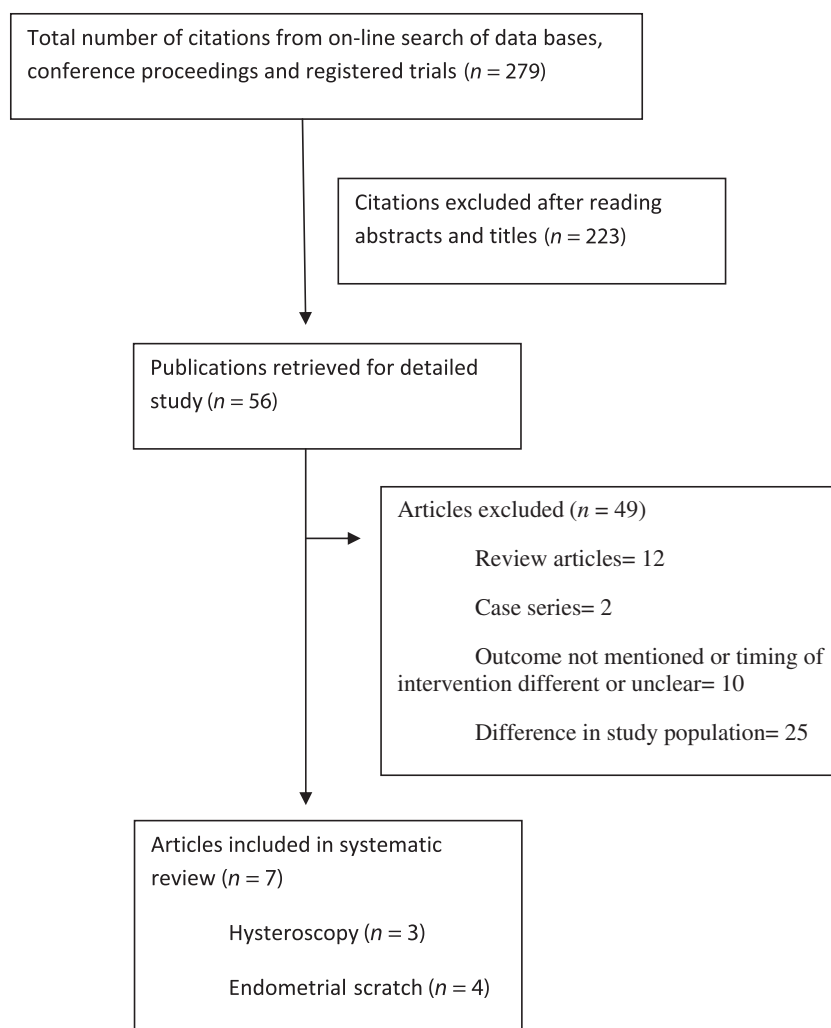 Total number of citations from on-line search of data bases,
conference proceedings and registered trials (n = 279)
Citations excluded after reading
abstracts and titles (n = 223)
Publications retrieved for detailed
study (n = 56)
Articles excluded (n = 49)
Review articles= 12
Case series= 2
Outcome not mentioned or timing of
intervention different or unclear= 10
Difference in study population= 25
Articles included in systematic
review (n = 7)
Hysteroscopy (n = 3)
Endometrial scratch (n = 4)